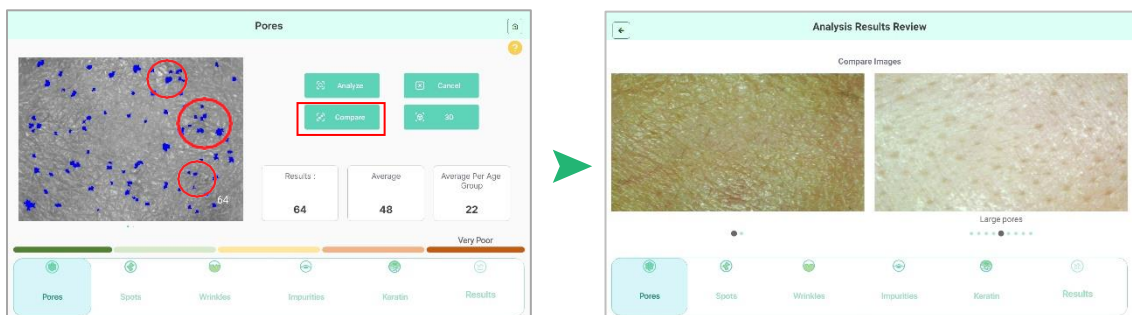 Pores
?
Analyze
Cancel
Compare
3D
Results :
64
Average
48
Average Per Age
Group
22
64
Very Poor
Pores
Spots
Wrinkles
Impurities
Keratin
Results
Analysis Results Review
Compare Images
Large pores
Pores
Spots
Wrinkles
Impurities
Keratin
Results